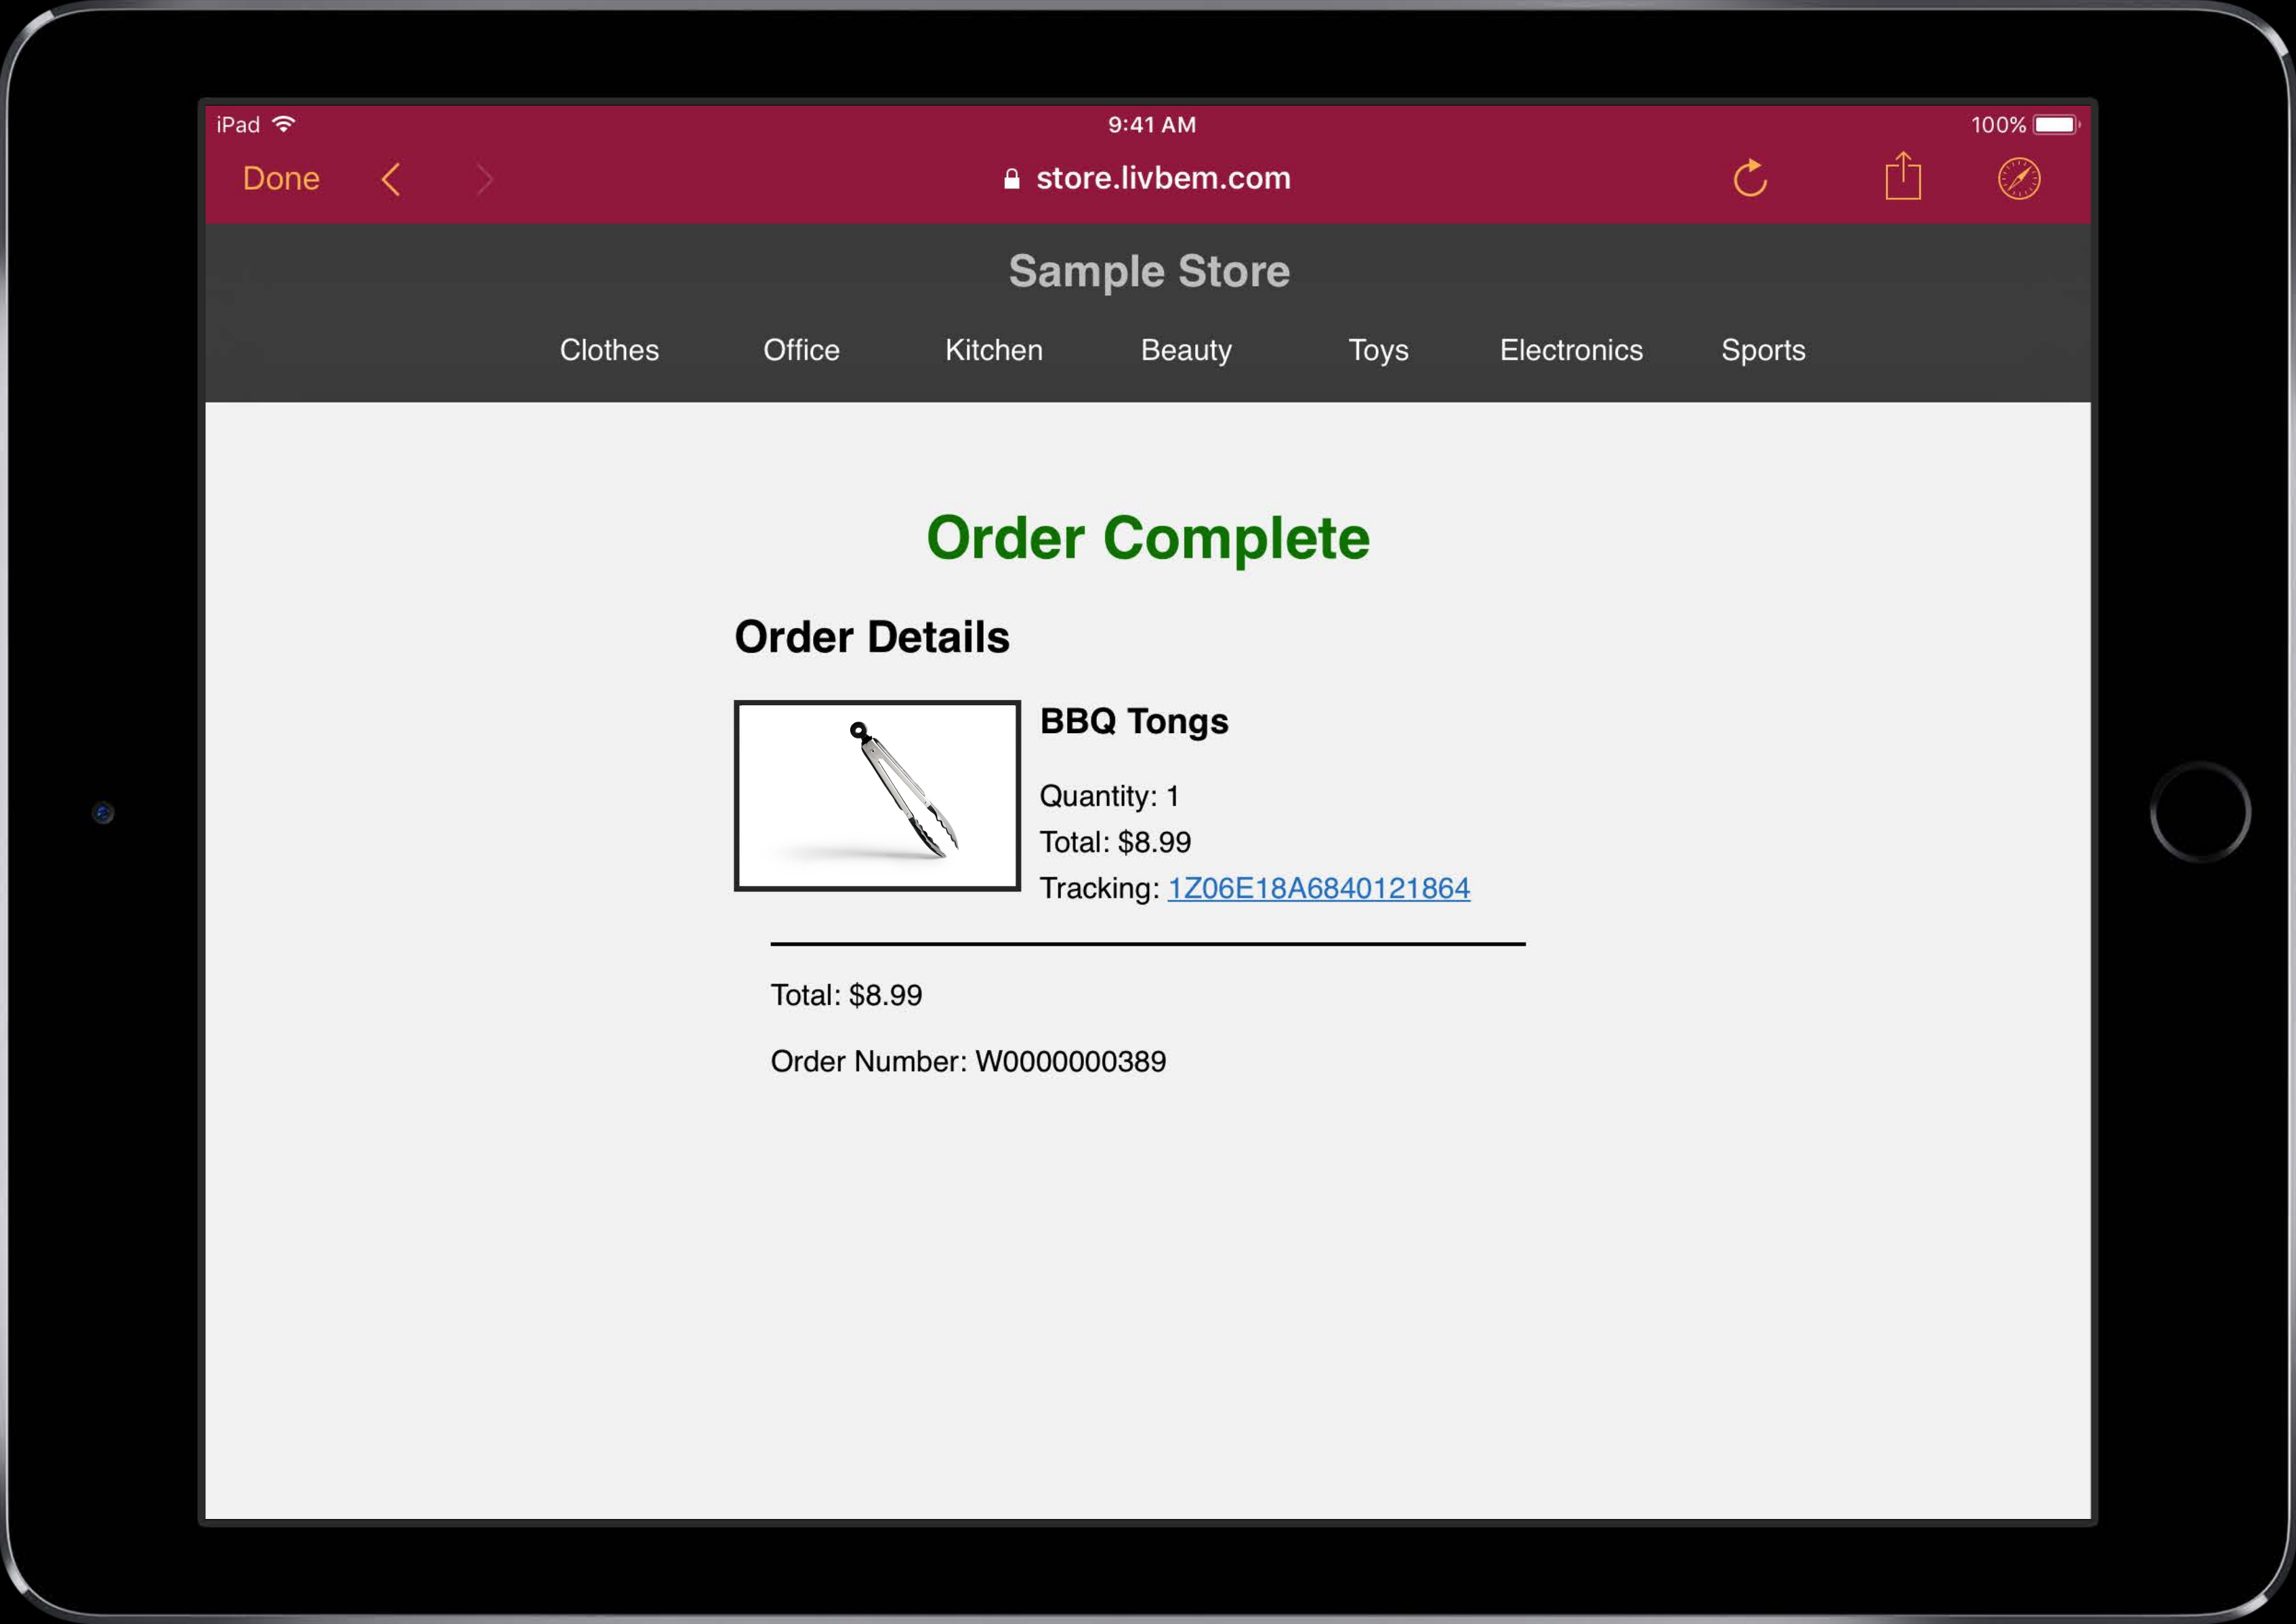 iPad 9:41 AM 100%
Done store.livbem.com
Sample Store
Clothes Office Kitchen Beauty Toys Electronics Sports
Order Complete
Order Details
BBQ Tongs
Quantity: 1
Total: $8.99
Tracking: 1Z06E18A6840121864
Total: $8.99
Order Number: W0000000389